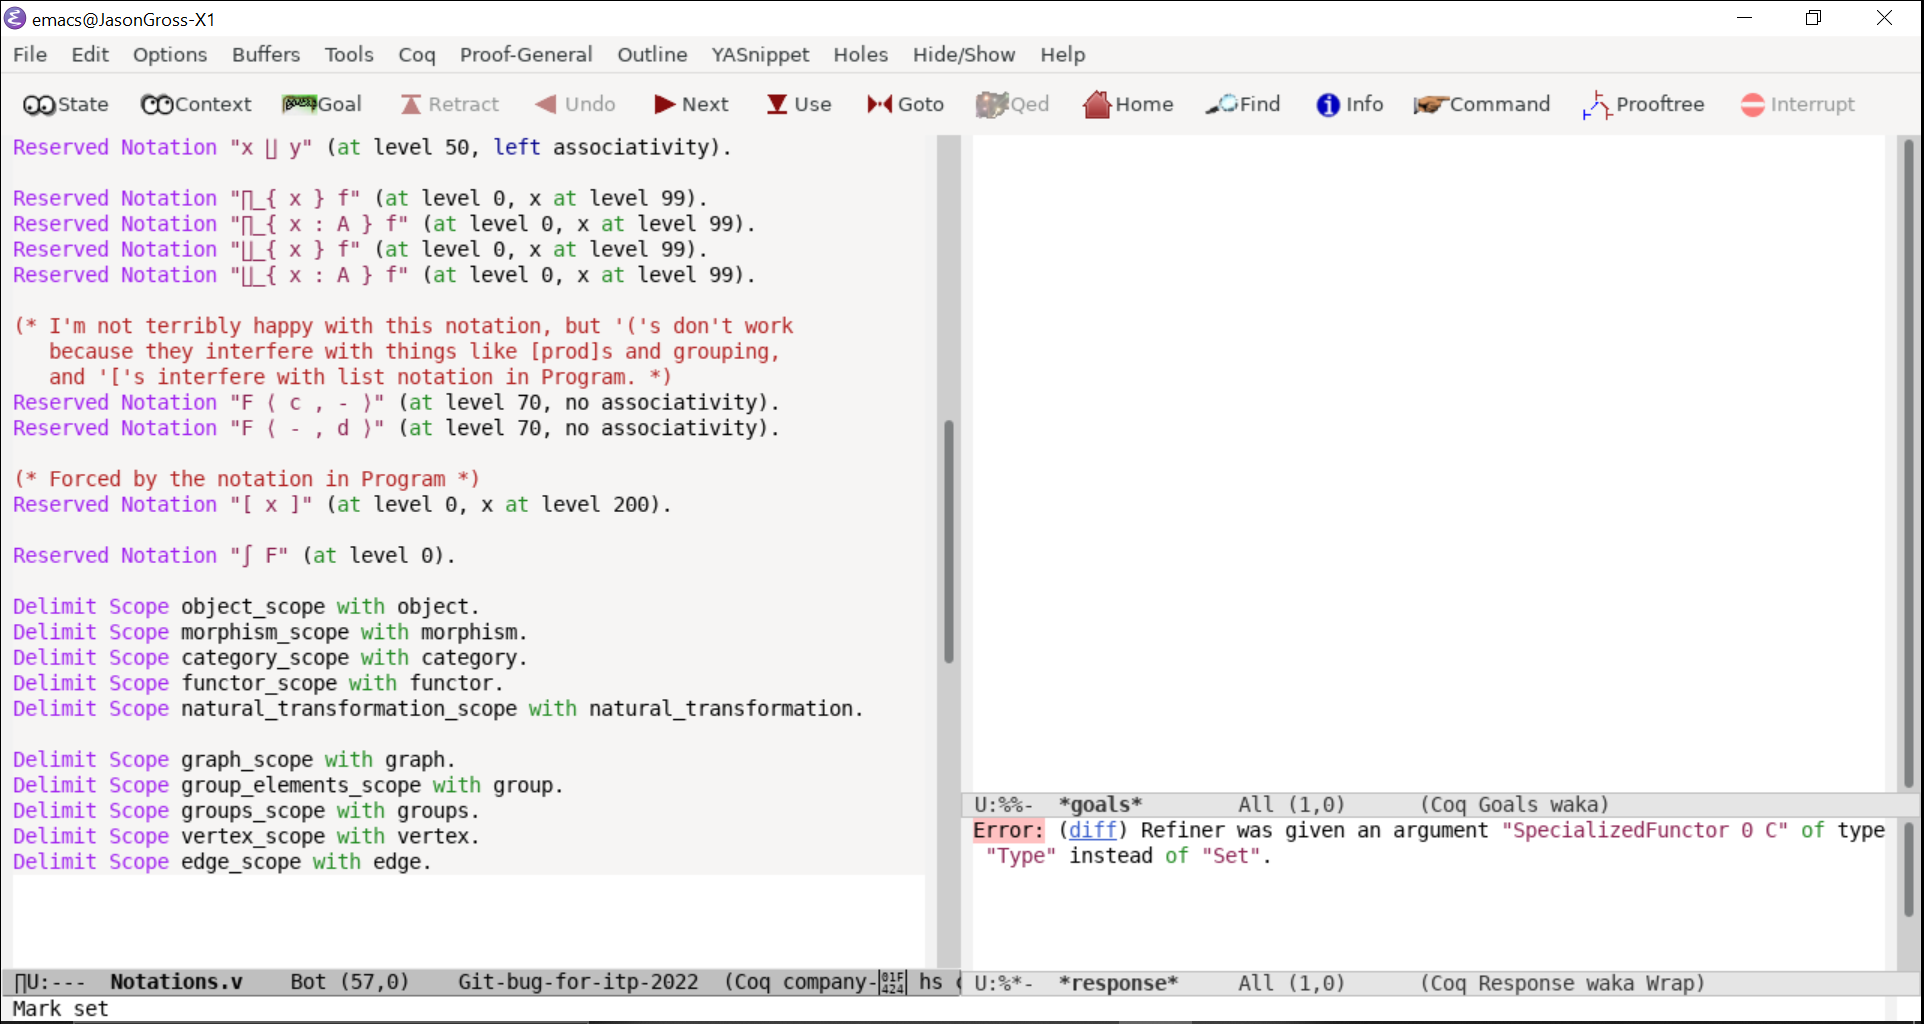 emacs@JasonGross-X1
File Edit Options Buffers Tools Coq Proof-General Outline YASnippet Holes Hide/Show Help
State Context Goal Retract Undo Next Use Goto Qed Home Find Info Command Prooftree Interrupt
Reserved Notation "x ∐ y" (at level 50, left associativity).
Reserved Notation "∏_{ x } f" (at level 0, x at level 99).
Reserved Notation "∏_{ x : A } f" (at level 0, x at level 99).
Reserved Notation "∐_{ x } f" (at level 0, x at level 99).
Reserved Notation "∐_{ x : A } f" (at level 0, x at level 99).
(* I'm not terribly happy with this notation, but '('s don't work
because they interfere with things like [prod]s and grouping,
and '['s interfere with list notation in Program. *)
Reserved Notation "F ⟨ c , - ⟩" (at level 70, no associativity).
Reserved Notation "F ⟨ - , d ⟩" (at level 70, no associativity).
(* Forced by the notation in Program *)
Reserved Notation "[ x ]" (at level 0, x at level 200).
Reserved Notation "∫ F" (at level 0).
Delimit Scope object_scope with object.
Delimit Scope morphism_scope with morphism.
Delimit Scope category_scope with category.
Delimit Scope functor_scope with functor.
Delimit Scope natural_transformation_scope with natural_transformation.
Delimit Scope graph_scope with graph.
Delimit Scope group_elements_scope with group.
Delimit Scope groups_scope with groups.
Delimit Scope vertex_scope with vertex.
Delimit Scope edge_scope with edge.
∏U:--- Notations.v Bot (57,0) Git-bug-for-itp-2022 (Coq company-01F424 hs
Mark set
U:%%- *goals* All (1,0) (Coq Goals waka)
Error: (diff) Refiner was given an argument "SpecializedFunctor 0 C" of type
"Type" instead of "Set".
U:%*- *response* All (1,0) (Coq Response waka Wrap)